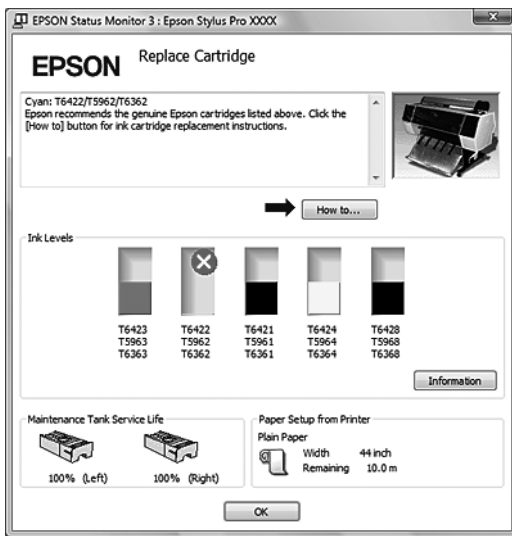 EPSON Status Monitor 3 : Epson Stylus Pro XXXX
EPSON
Replace Cartridge
Cyan: T6422/T5962/T6362
Epson recommends the genuine Epson cartridges listed above. Click the
[How to] button for ink cartridge replacement instructions.
How to...
Ink Levels
T6423 T6422 T6421 T6424 T6428
T5963 T5962 T5961 T5964 T5968
T6363 T6362 T6361 T6364 T6368
Information
Maintenance Tank Service Life
100% (Left) 100% (Right)
Paper Setup from Printer
Plain Paper
Width 44 inch
Remaining 10.0 m
OK